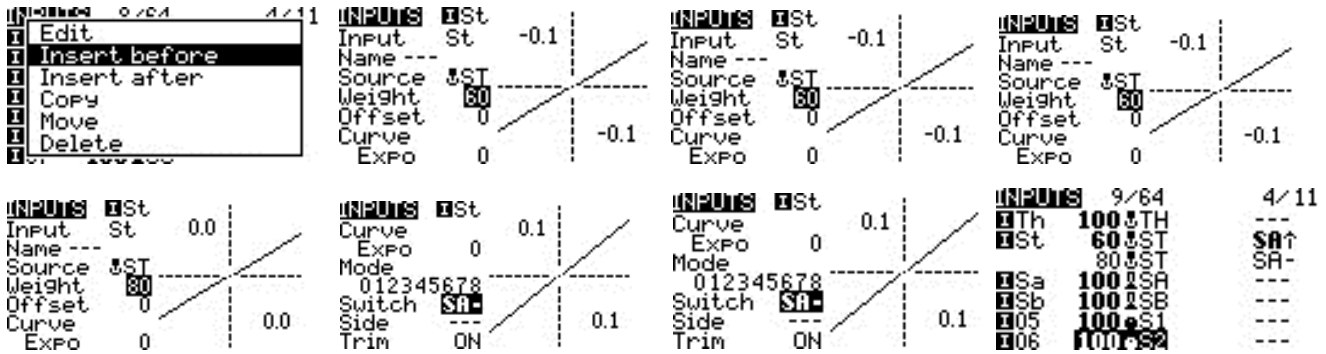 INPUTS 9/64 4/11
Edit
Insert before
Insert after
Copy
Move
Delete
INPUTS I St
Input St -0.1
Name ---
Source ST
Weight 60
Offset 0
Curve -0.1
Expo 0
INPUTS I St
Input St -0.1
Name ---
Source ST
Weight 60
Offset 0
Curve -0.1
Expo 0
INPUTS I St
Input St -0.1
Name ---
Source ST
Weight 60
Offset 0
Curve -0.1
Expo 0
INPUTS I St
Input St 0.0
Name ---
Source ST
Weight 80
Offset 0
Curve 0.0
Expo 0
INPUTS I St
Curve 0.1
Expo 0
Mode
012345678
Switch SA-
Side --- 0.1
Trim ON
INPUTS I St
Curve 0.1
Expo 0
Mode
012345678
Switch SA-
Side --- 0.1
Trim ON
INPUTS 9/64 4/11
I Th 100 TH ---
I St 60 ST SA↑
80 ST SA-
I Sa 100 SA ---
I Sb 100 SB ---
I 05 100 S1 ---
I 06 100 S2 ---